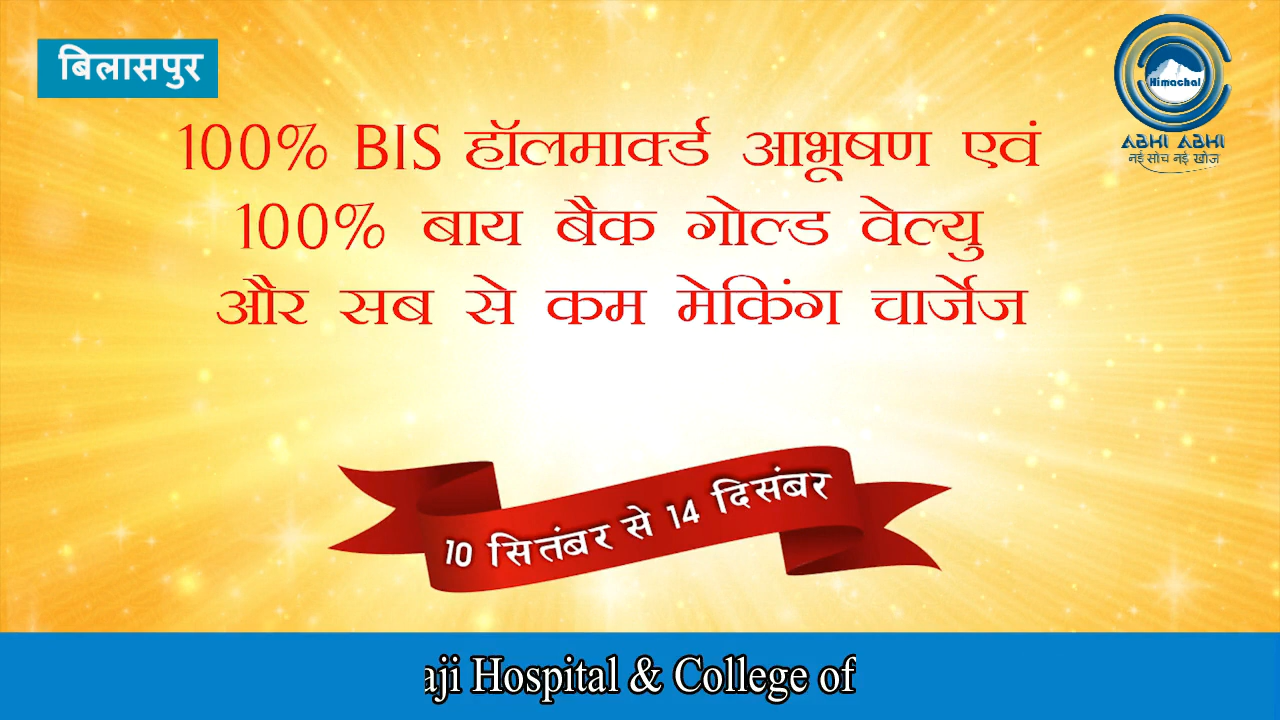 बिलासपुर
Himachal
ABHI ABHI
नई सोच नई खोज
100% BIS हॉलमार्क्ड आभूषण एवं
100% बाय बैक गोल्ड वेल्यु
और सब से कम मेकिंग चार्जेज
10 सितंबर से 14 दिसंबर
aji Hospital & College of